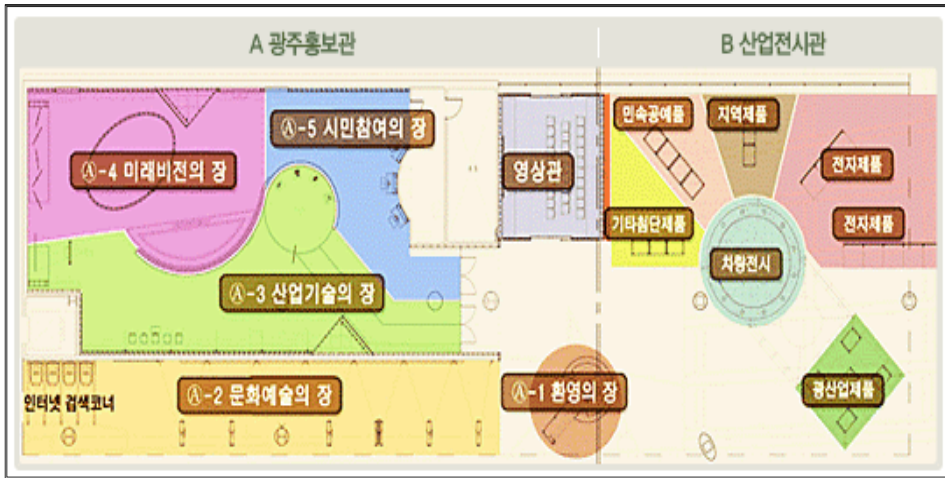 A 광주홍보관
B 산업전시관
Ⓐ-4 미래비전의 장
Ⓐ-5 시민참여의 장
영상관
민속공예품
지역제품
전자제품
기타첨단제품
전자제품
차량전시
Ⓐ-3 산업기술의 장
인터넷 검색코너
Ⓐ-2 문화예술의 장
Ⓐ-1 환영의 장
광산업제품